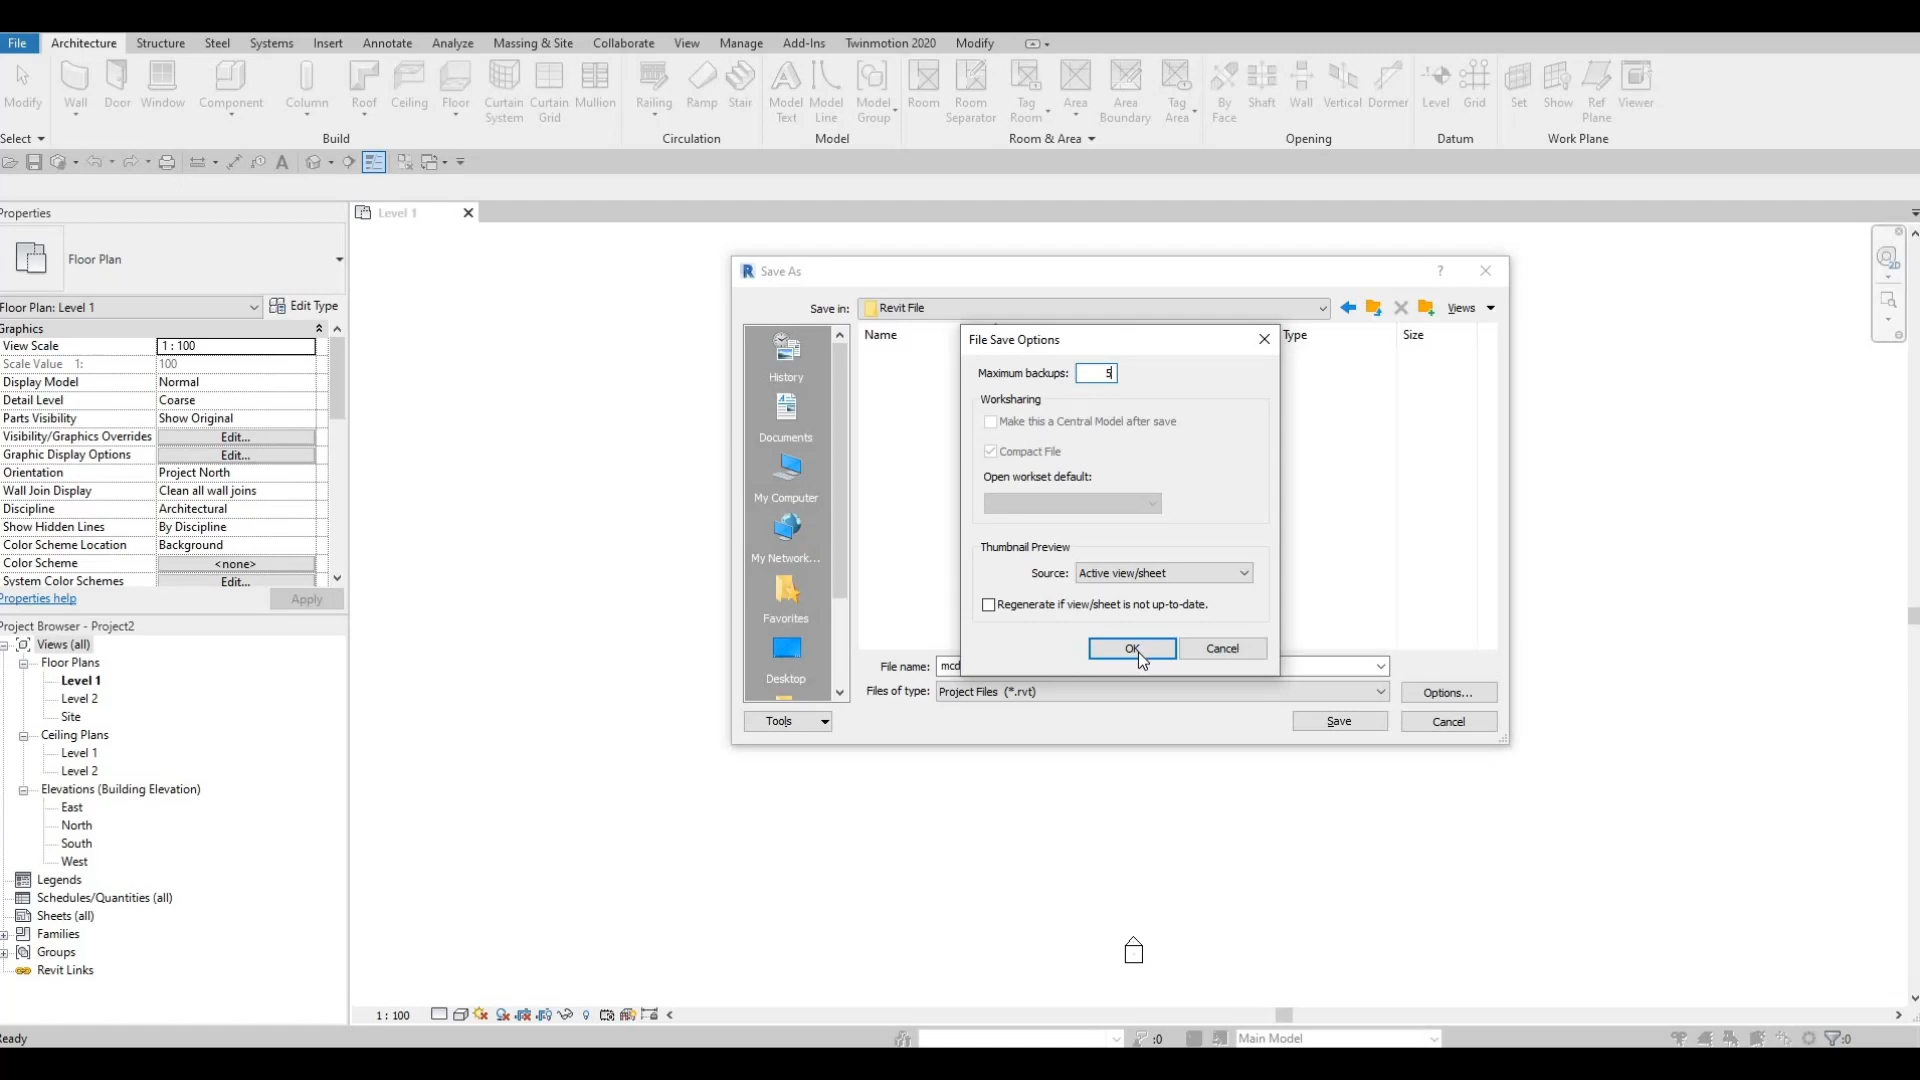 File Architecture Structure Steel Systems Insert Annotate Analyze Massing & Site Collaborate View Manage Add-Ins Twinmotion 2020 Modify
Modify Wall Door Window Component Column Roof Ceiling Floor Curtain System Curtain Grid Mullion Railing Ramp Stair Model Text Model Line Model Group Room Room Separator Tag Room Area Area Boundary Tag Area By Face Shaft Wall Vertical Dormer Level Grid Set Show Ref Plane Viewer
Select Build Circulation Model Room & Area Opening Datum Work Plane
Properties
Level 1
Floor Plan
Floor Plan: Level 1 Edit Type
Graphics
View Scale 1 : 100
Scale Value 1: 100
Display Model Normal
Detail Level Coarse
Parts Visibility Show Original
Visibility/Graphics Overrides Edit...
Graphic Display Options Edit...
Orientation Project North
Wall Join Display Clean all wall joins
Discipline Architectural
Show Hidden Lines By Discipline
Color Scheme Location Background
Color Scheme <none>
System Color Schemes Edit...
Properties help Apply
Project Browser - Project2
Views (all)
Floor Plans
Level 1
Level 2
Site
Ceiling Plans
Level 1
Level 2
Elevations (Building Elevation)
East
North
South
West
Legends
Schedules/Quantities (all)
Sheets (all)
Families
Groups
Revit Links
R Save As ?
Save in: Revit File Views
Name Type Size
History
Documents
My Computer
My Network...
Favorites
Desktop
File Save Options
Maximum backups: 5
Worksharing
Make this a Central Model after save
Compact File
Open workset default:
Thumbnail Preview
Source: Active view/sheet
Regenerate if view/sheet is not up-to-date.
OK Cancel
File name: mcd
Files of type: Project Files (*.rvt) Options...
Tools Save Cancel
2D
1 : 100
Ready :0 Main Model :0